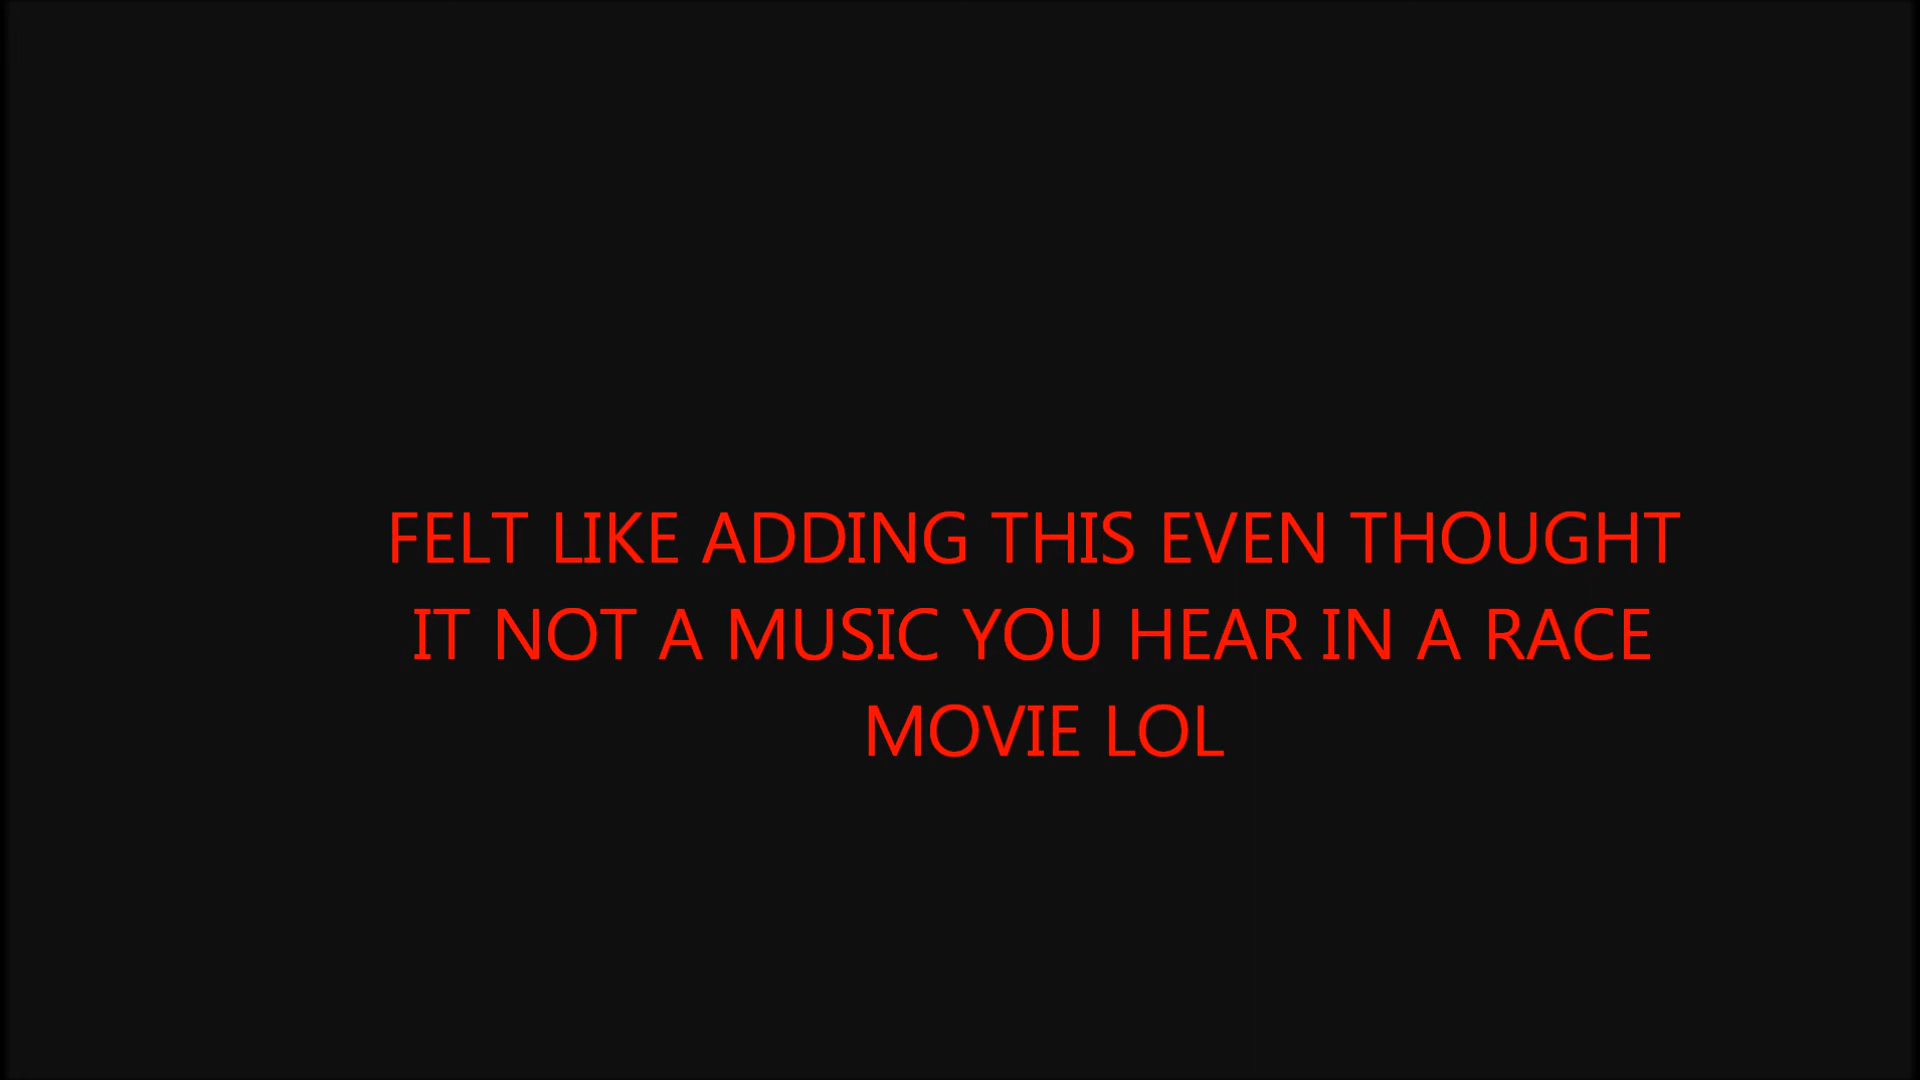 FELT LIKE ADDING THIS EVEN THOUGHT
IT NOT A MUSIC YOU HEAR IN A RACE
MOVIE LOL